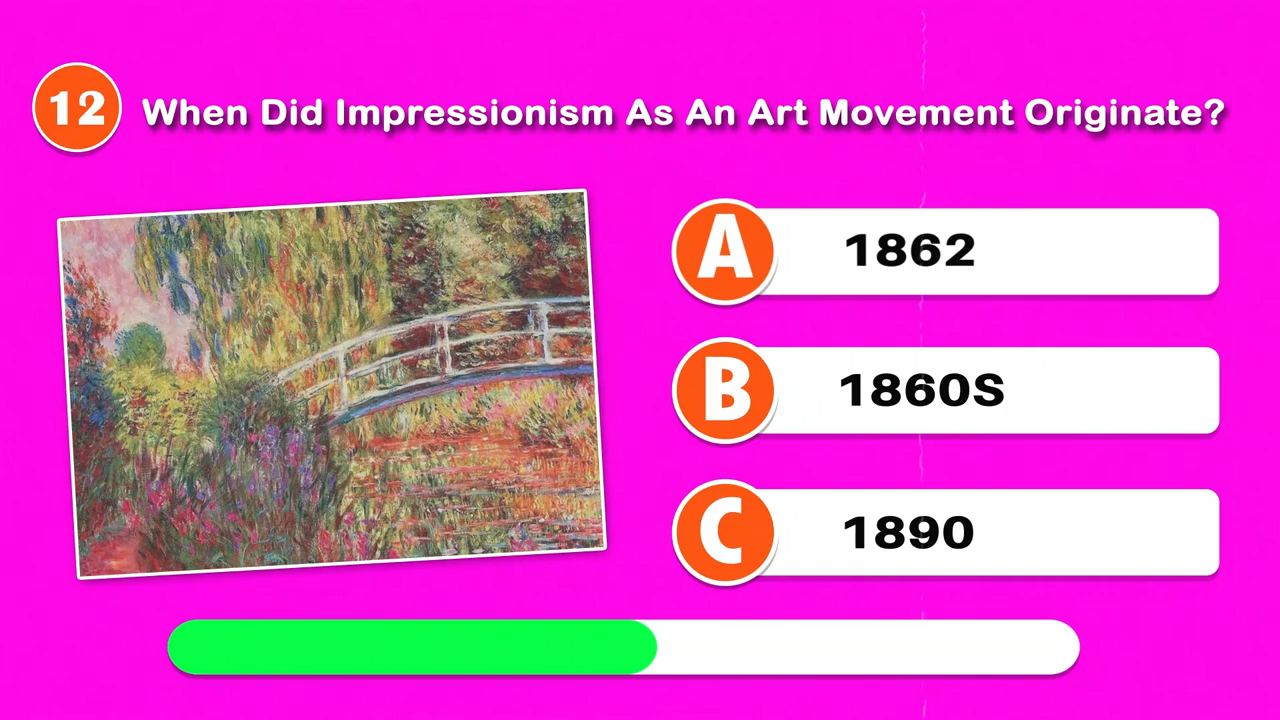 12
When Did Impressionism As An Art Movement Originate?
A
1862
B
1860S
C
1890